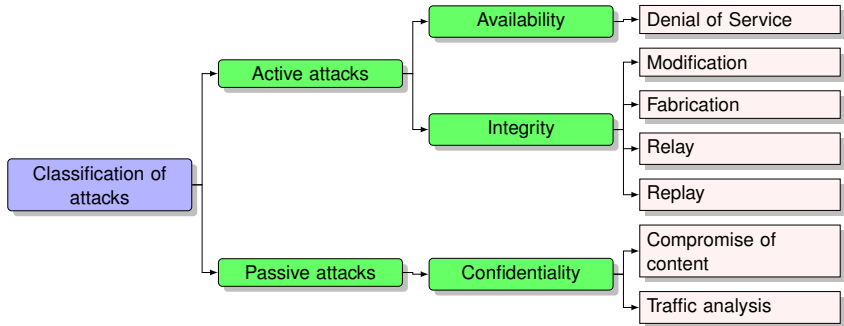 Classification of
attacks
Active attacks
Availability
Denial of Service
Integrity
Modification
Fabrication
Relay
Replay
Passive attacks
Confidentiality
Compromise of
content
Traffic analysis